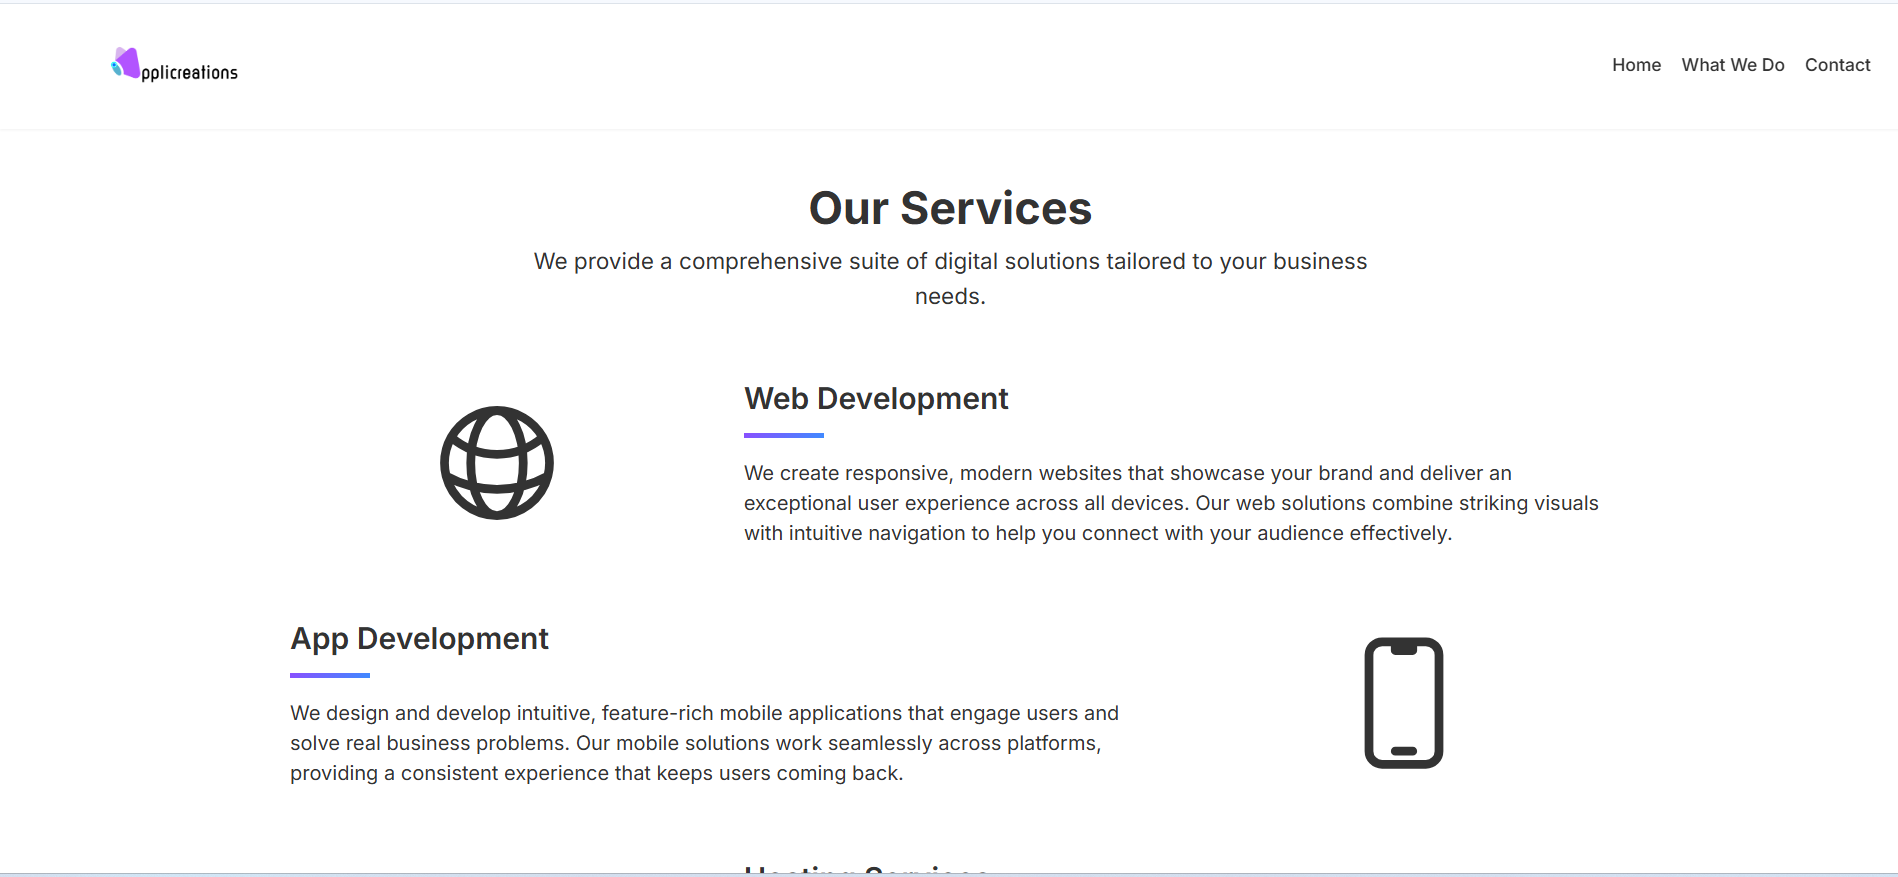 pplicreations
Home What We Do Contact
Our Services
We provide a comprehensive suite of digital solutions tailored to your business
needs.
Web Development
We create responsive, modern websites that showcase your brand and deliver an
exceptional user experience across all devices. Our web solutions combine striking visuals
with intuitive navigation to help you connect with your audience effectively.
App Development
We design and develop intuitive, feature-rich mobile applications that engage users and
solve real business problems. Our mobile solutions work seamlessly across platforms,
providing a consistent experience that keeps users coming back.
Hosting Services